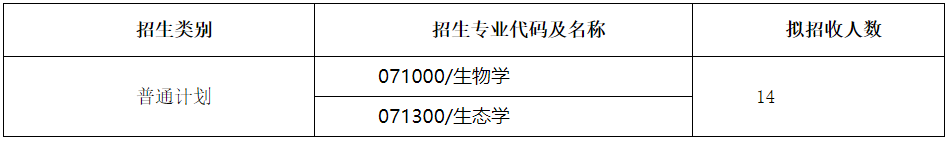 招生类别 招生专业代码及名称 拟招收人数
普通计划 071000/生物学 14
071300/生态学